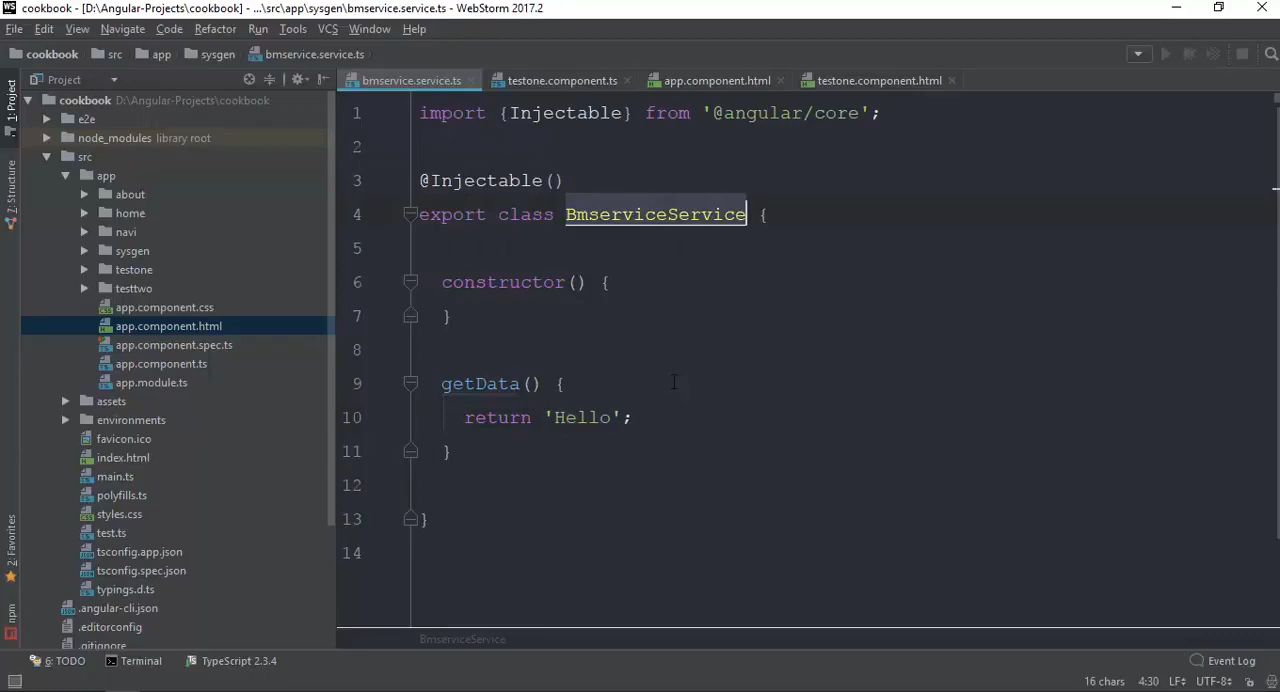 cookbook - [D:\Angular-Projects\cookbook] - ...\src\app\sysgen\bmservice.service.ts - WebStorm 2017.2
File Edit View Navigate Code Refactor Run Tools VCS Window Help
cookbook src app sysgen bmservice.service.ts
Project
bmservice.service.ts testone.component.ts app.component.html testone.component.html
1: Project
7: Structure
2: Favorites
npm
cookbook D:\Angular-Projects\cookbook
e2e
node_modules library root
src
app
about
home
navi
sysgen
testone
testtwo
app.component.css
app.component.html
app.component.spec.ts
app.component.ts
app.module.ts
assets
environments
favicon.ico
index.html
main.ts
polyfills.ts
styles.css
test.ts
tsconfig.app.json
tsconfig.spec.json
typings.d.ts
.angular-cli.json
.editorconfig
.gitignore
1 import {Injectable} from '@angular/core';
2
3 @Injectable()
4 export class BmserviceService {
5
6 constructor() {
7 }
8
9 getData() {
10 return 'Hello';
11 }
12
13 }
14
BmserviceService
6: TODO Terminal TypeScript 2.3.4 Event Log
16 chars 4:30 LF UTF-8